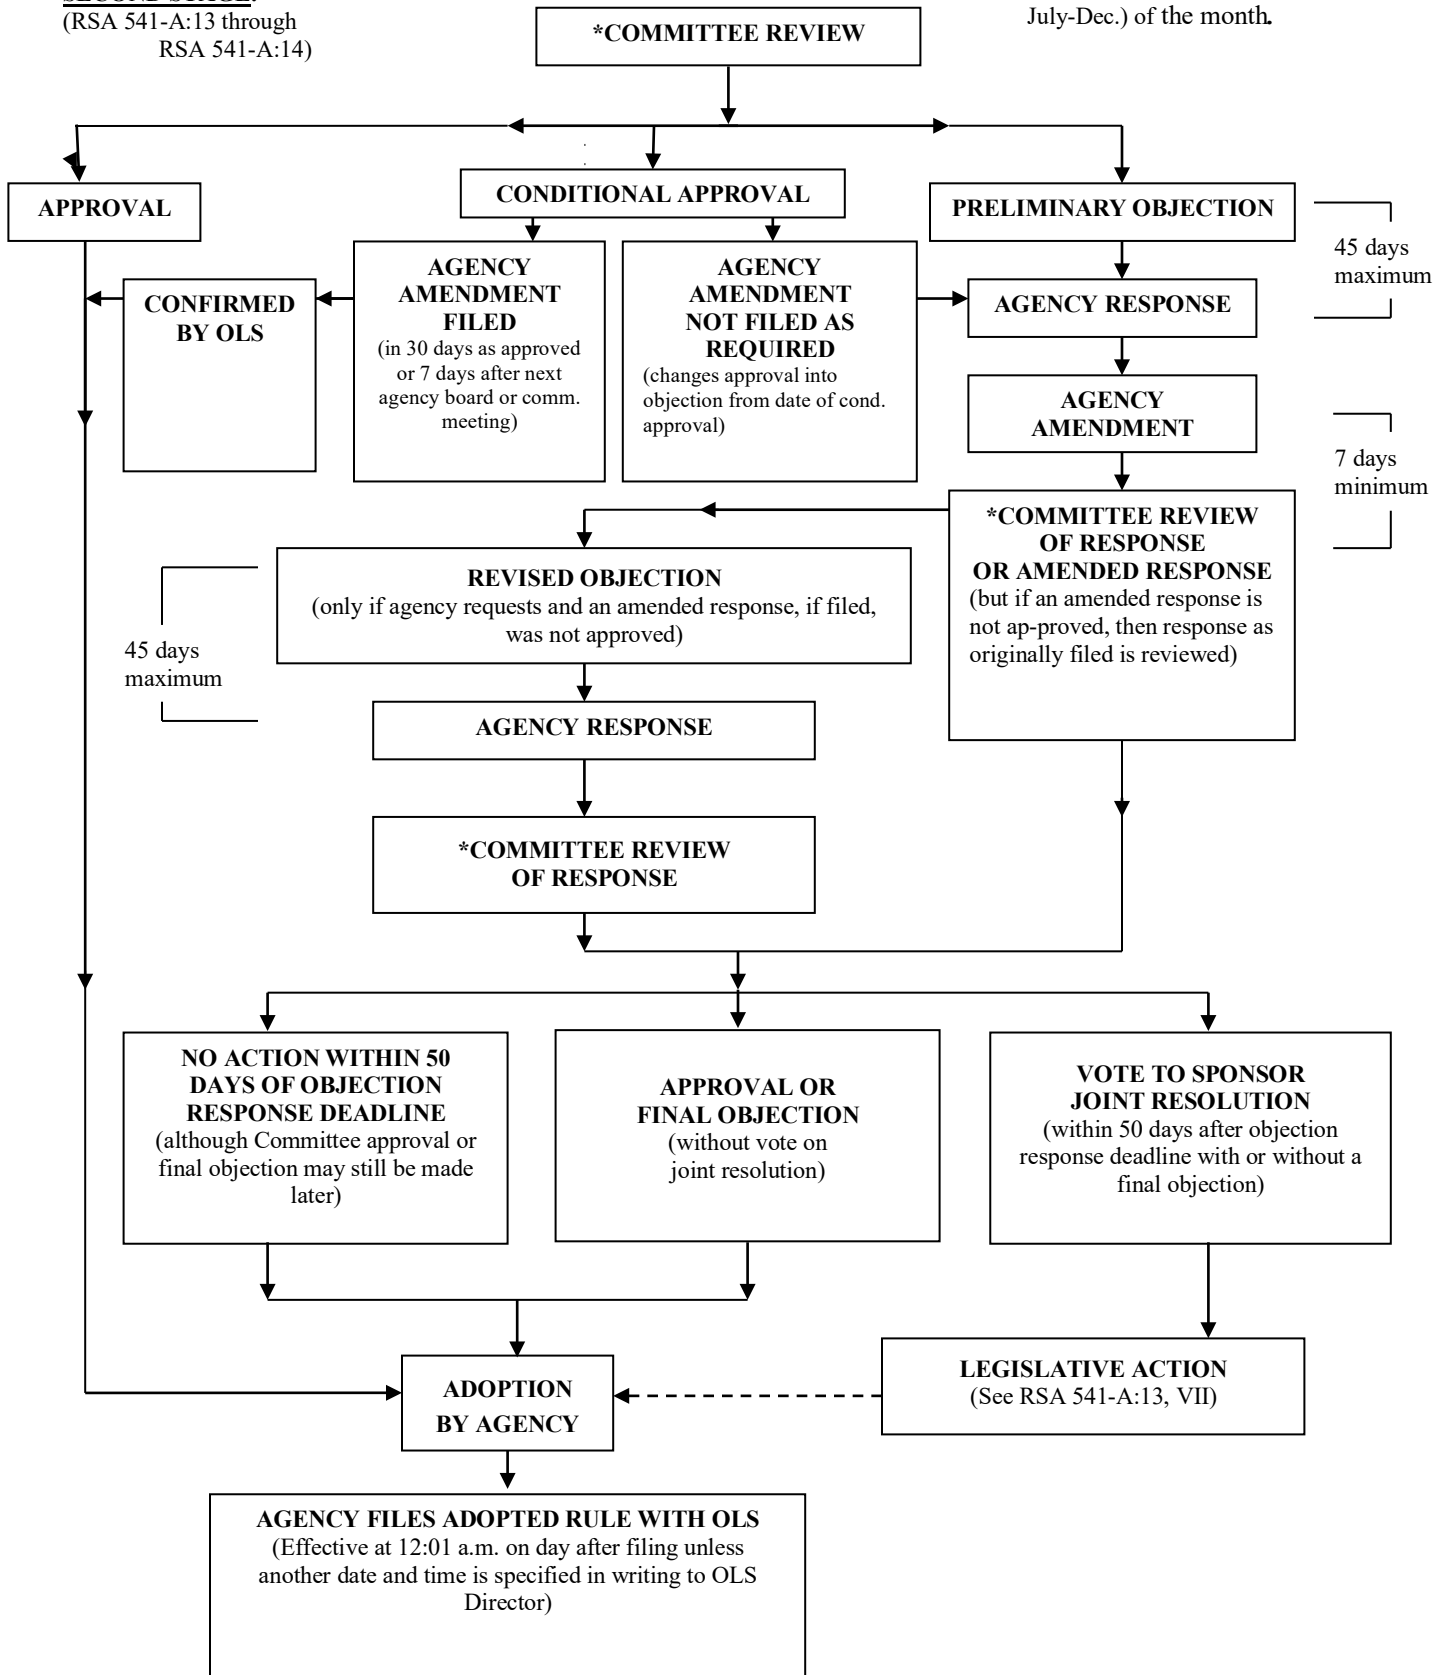 SECOND STAGE:
(RSA 541-A:13 through
RSA 541-A:14)
July-Dec.) of the month.
*COMMITTEE REVIEW
APPROVAL
CONDITIONAL APPROVAL
PRELIMINARY OBJECTION
45 days
maximum
CONFIRMED
BY OLS
AGENCY
AMENDMENT
FILED
(in 30 days as approved
or 7 days after next
agency board or comm.
meeting)
AGENCY
AMENDMENT
NOT FILED AS
REQUIRED
(changes approval into
objection from date of cond.
approval)
AGENCY RESPONSE
AGENCY
AMENDMENT
7 days
minimum
*COMMITTEE REVIEW
OF RESPONSE
OR AMENDED RESPONSE
(but if an amended response is
not ap-proved, then response as
originally filed is reviewed)
REVISED OBJECTION
(only if agency requests and an amended response, if filed,
was not approved)
45 days
maximum
AGENCY RESPONSE
*COMMITTEE REVIEW
OF RESPONSE
NO ACTION WITHIN 50
DAYS OF OBJECTION
RESPONSE DEADLINE
(although Committee approval or
final objection may still be made
later)
APPROVAL OR
FINAL OBJECTION
(without vote on
joint resolution)
VOTE TO SPONSOR
JOINT RESOLUTION
(within 50 days after objection
response deadline with or without a
final objection)
ADOPTION
BY AGENCY
LEGISLATIVE ACTION
(See RSA 541-A:13, VII)
AGENCY FILES ADOPTED RULE WITH OLS
(Effective at 12:01 a.m. on day after filing unless
another date and time is specified in writing to OLS
Director)